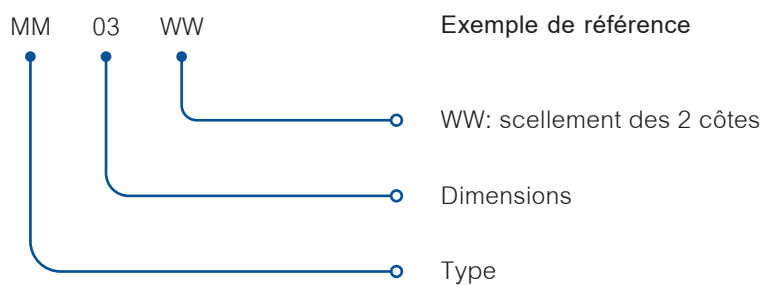 MM 03 WW Exemple de référence
WW: scellement des 2 côtes
Dimensions
Type